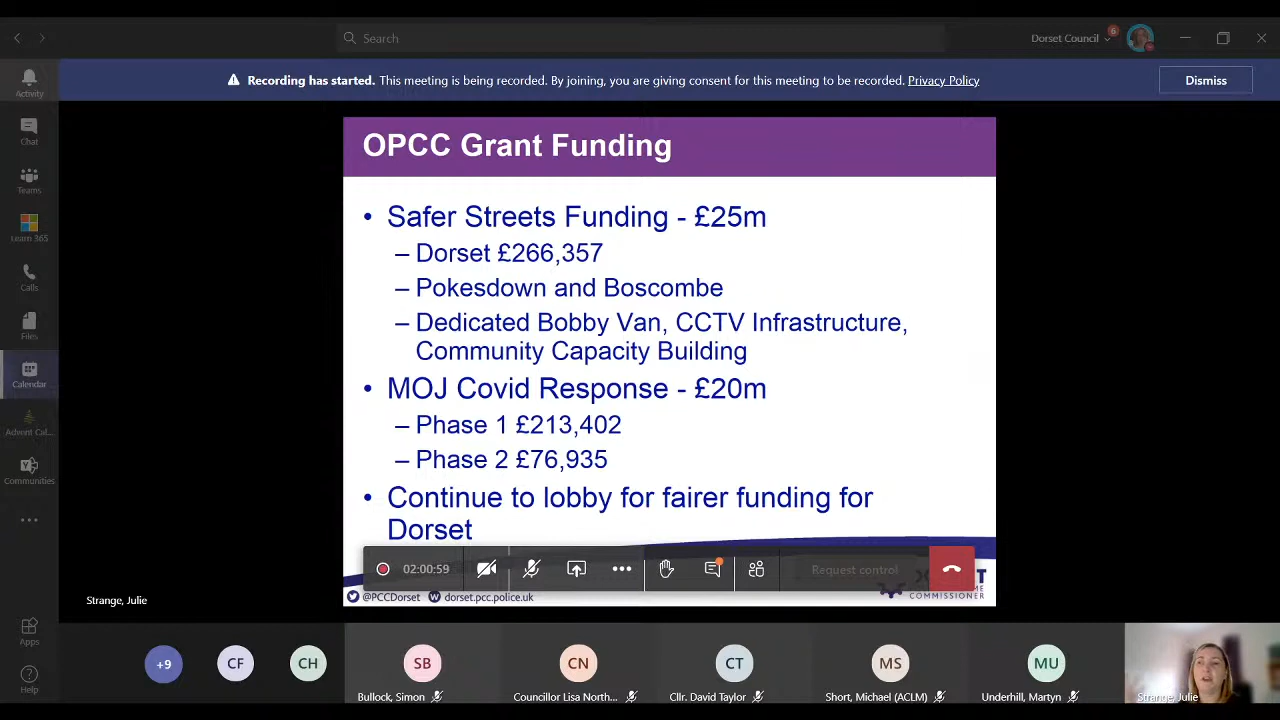 Search
Dorset Council
6
Recording has started. This meeting is being recorded. By joining, you are giving consent for this meeting to be recorded. Privacy Policy
Dismiss
Activity
Chat
Teams
Learn 365
Calls
Files
Calendar
Advent Cal...
Communities
Apps
Help
OPCC Grant Funding
• Safer Streets Funding - £25m
– Dorset £266,357
– Pokesdown and Boscombe
– Dedicated Bobby Van, CCTV Infrastructure,
Community Capacity Building
• MOJ Covid Response - £20m
– Phase 1 £213,402
– Phase 2 £76,935
• Continue to lobby for fairer funding for
Dorset
02:00:59
Request control
@PCCDorset
dorset.pcc.police.uk
COMMISSIONER
Strange, Julie
+9
CF
CH
SB
CN
CT
MS
MU
Bullock, Simon
Councillor Lisa North...
Cllr. David Taylor
Short, Michael (ACLM)
Underhill, Martyn
Strange, Julie